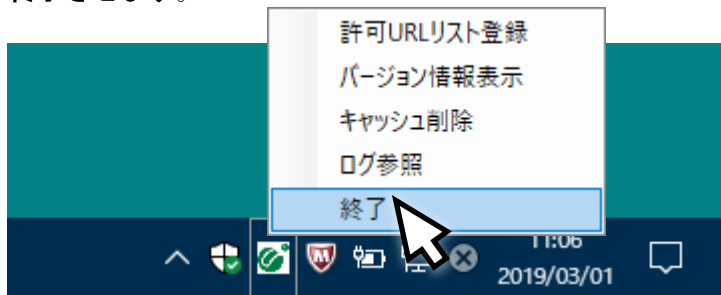 許可URLリスト登録
バージョン情報表示
キャッシュ削除
ログ参照
終了
11:06
2019/03/01